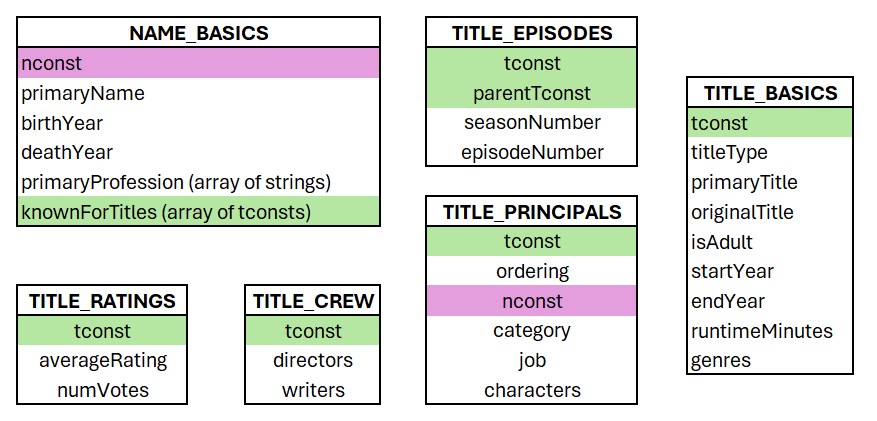 NAME_BASICS
nconst
primaryName
birthYear
deathYear
primaryProfession (array of strings)
knownForTitles (array of tconsts)
TITLE_EPISODES
tconst
parentTconst
seasonNumber
episodeNumber
TITLE_BASICS
tconst
titleType
primaryTitle
originalTitle
isAdult
startYear
endYear
runtimeMinutes
genres
TITLE_PRINCIPALS
tconst
ordering
nconst
category
job
characters
TITLE_RATINGS
tconst
averageRating
numVotes
TITLE_CREW
tconst
directors
writers